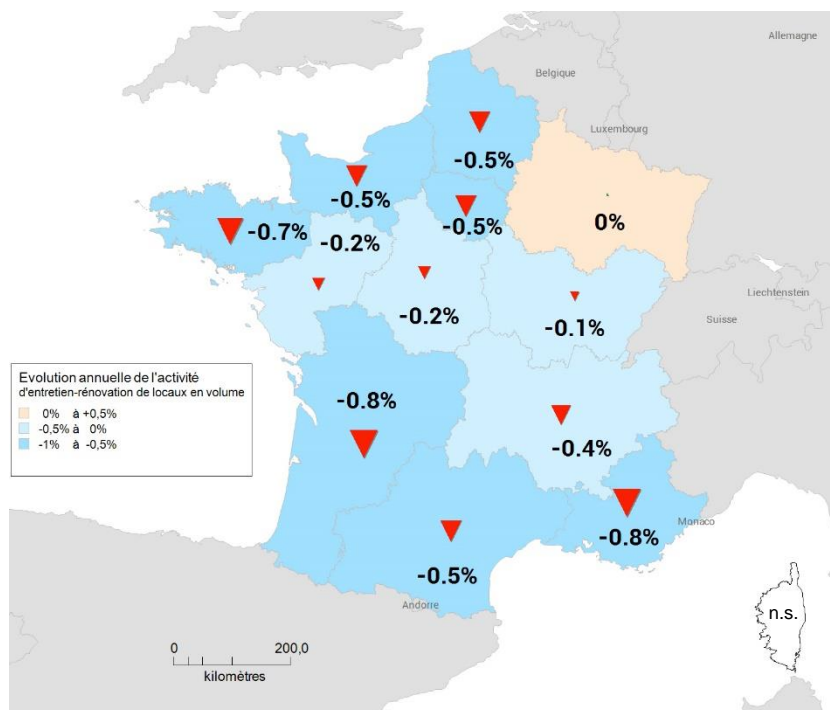 Allemagne
Belgique
Luxembourg
-0.5%
-0.5%
-0.5%
0%
-0.7%
-0.2%
-0.2%
-0.1%
Liechtenstein
Suisse
Evolution annuelle de l'activité
d'entretien-rénovation de locaux en volume
0% à +0,5%
-0,5% à 0%
-1% à -0,5%
-0.8%
-0.4%
Monaco
-0.8%
-0.5%
Andorre
n.s.
0 200,0
kilomètres